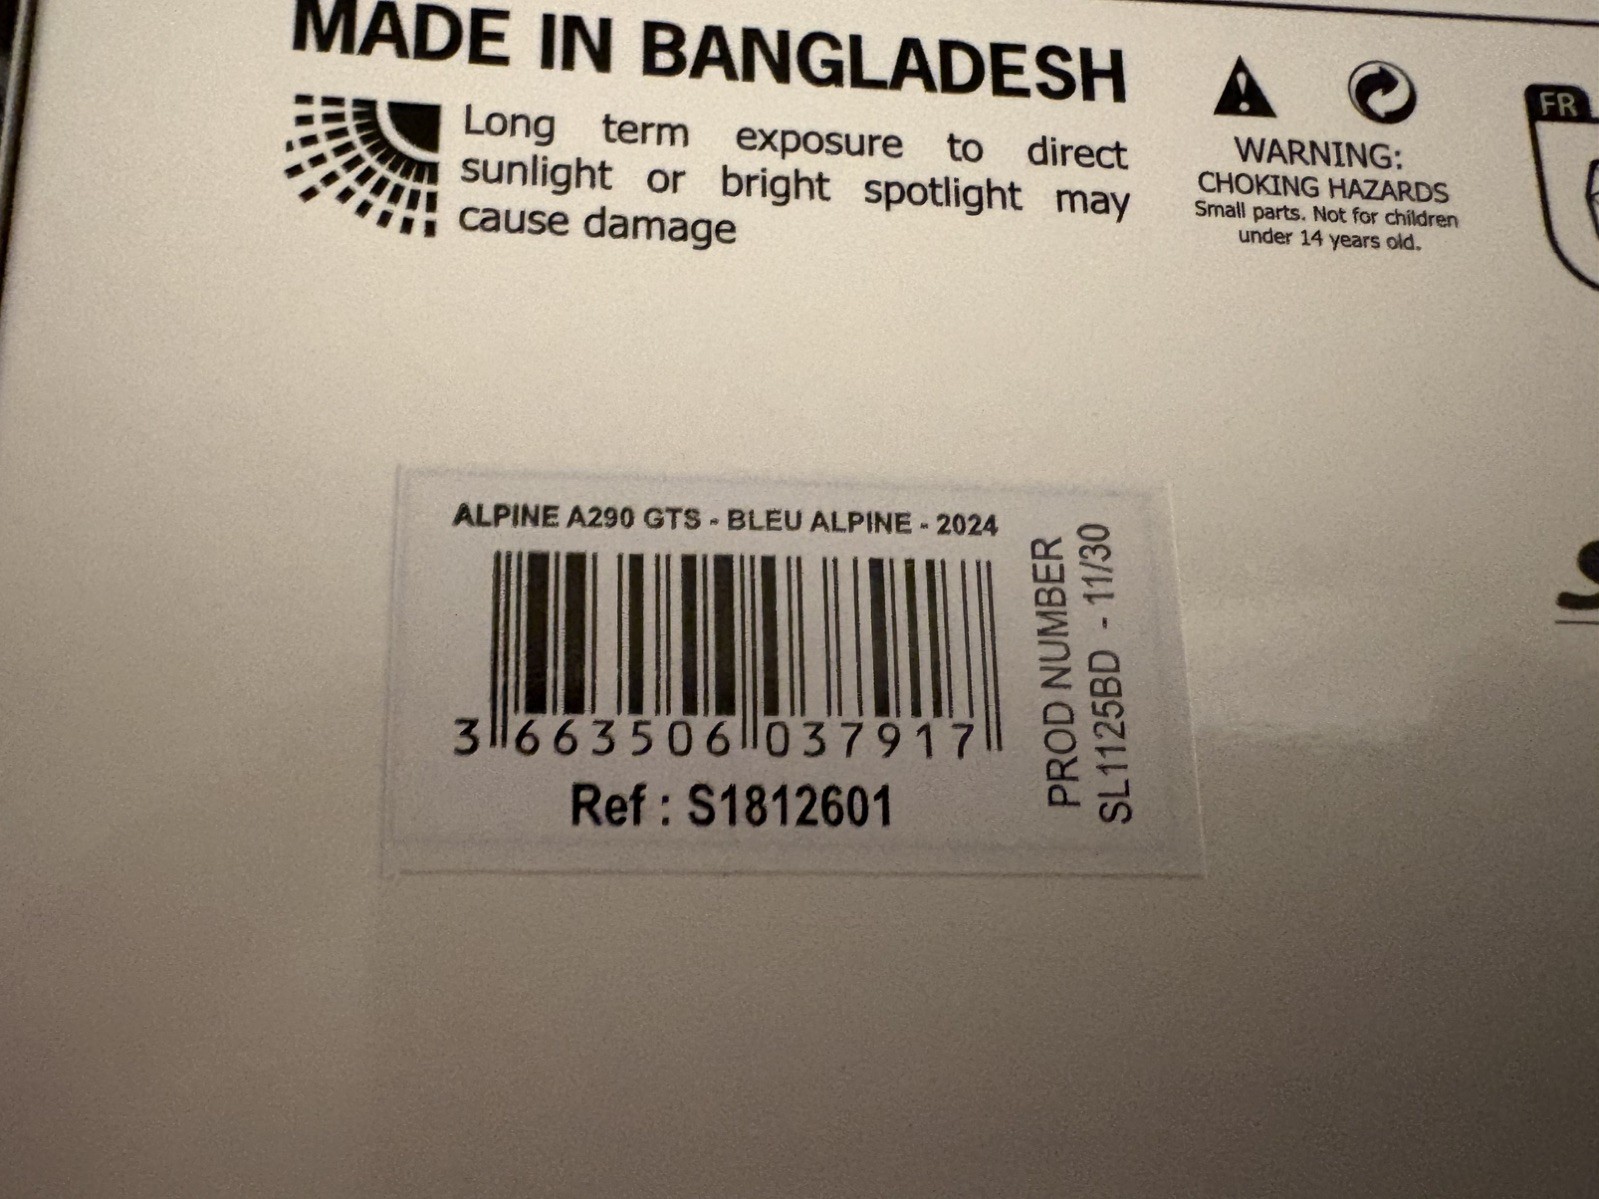 MADE IN BANGLADESH
Long term exposure to direct
sunlight or bright spotlight may
cause damage
WARNING:
CHOKING HAZARDS
Small parts. Not for children
under 14 years old.
FR
ALPINE A290 GTS - BLEU ALPINE - 2024
3 663506 037917
Ref : S1812601
PROD NUMBER
SL1125BD - 11/30